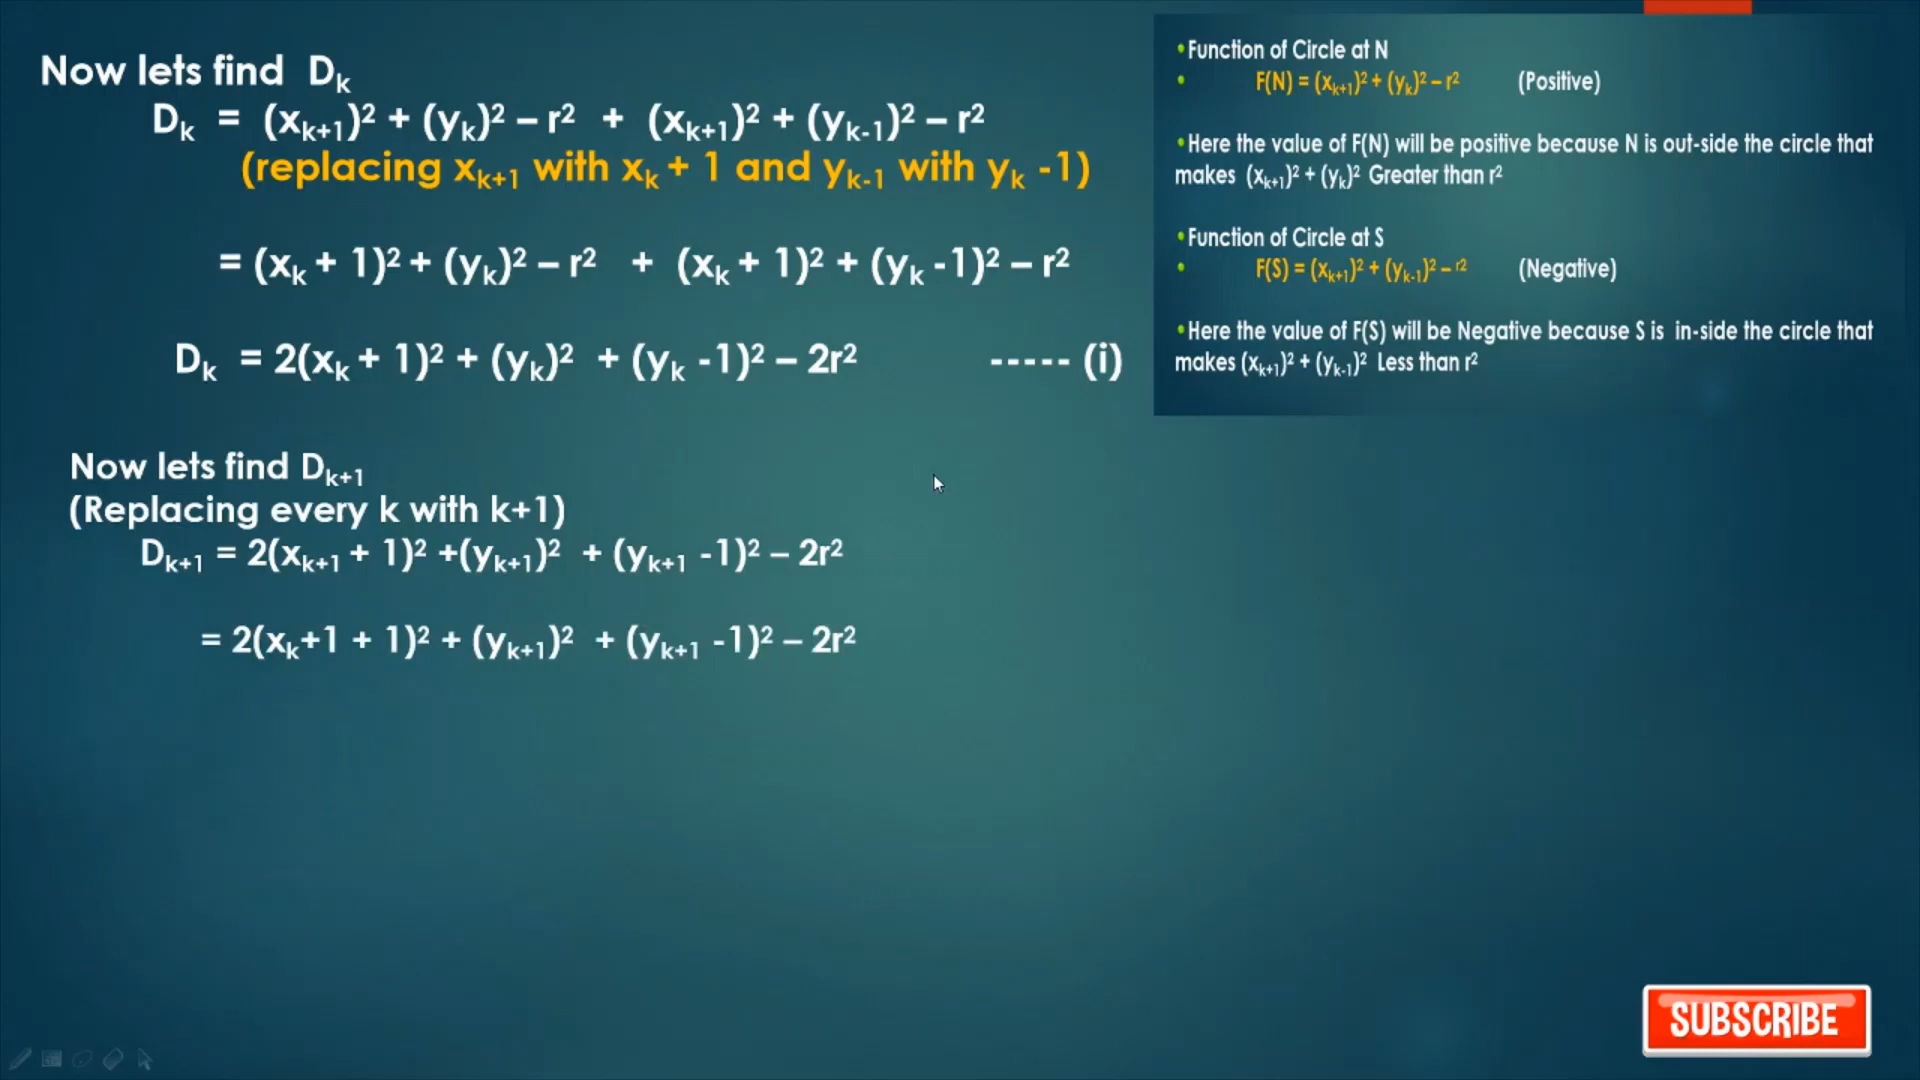 Now lets find Dₖ
Dₖ = (xₖ₊₁)² + (yₖ)² – r² + (xₖ₊₁)² + (yₖ₋₁)² – r²
(replacing xₖ₊₁ with xₖ + 1 and yₖ₋₁ with yₖ -1)
= (xₖ + 1)² + (yₖ)² – r² + (xₖ + 1)² + (yₖ -1)² – r²
Dₖ = 2(xₖ + 1)² + (yₖ)² + (yₖ -1)² – 2r² ----- (i)
Now lets find Dₖ₊₁
(Replacing every k with k+1)
Dₖ₊₁ = 2(xₖ₊₁ + 1)² +(yₖ₊₁)² + (yₖ₊₁ -1)² – 2r²
= 2(xₖ+1 + 1)² + (yₖ₊₁)² + (yₖ₊₁ -1)² – 2r²
•Function of Circle at N
• F(N) = (xₖ₊₁)² + (yₖ)² – r² (Positive)
•Here the value of F(N) will be positive because N is out-side the circle that
makes (xₖ₊₁)² + (yₖ)² Greater than r²
•Function of Circle at S
• F(S) = (xₖ₊₁)² + (yₖ₋₁)² – r² (Negative)
•Here the value of F(S) will be Negative because S is in-side the circle that
makes (xₖ₊₁)² + (yₖ₋₁)² Less than r²
SUBSCRIBE